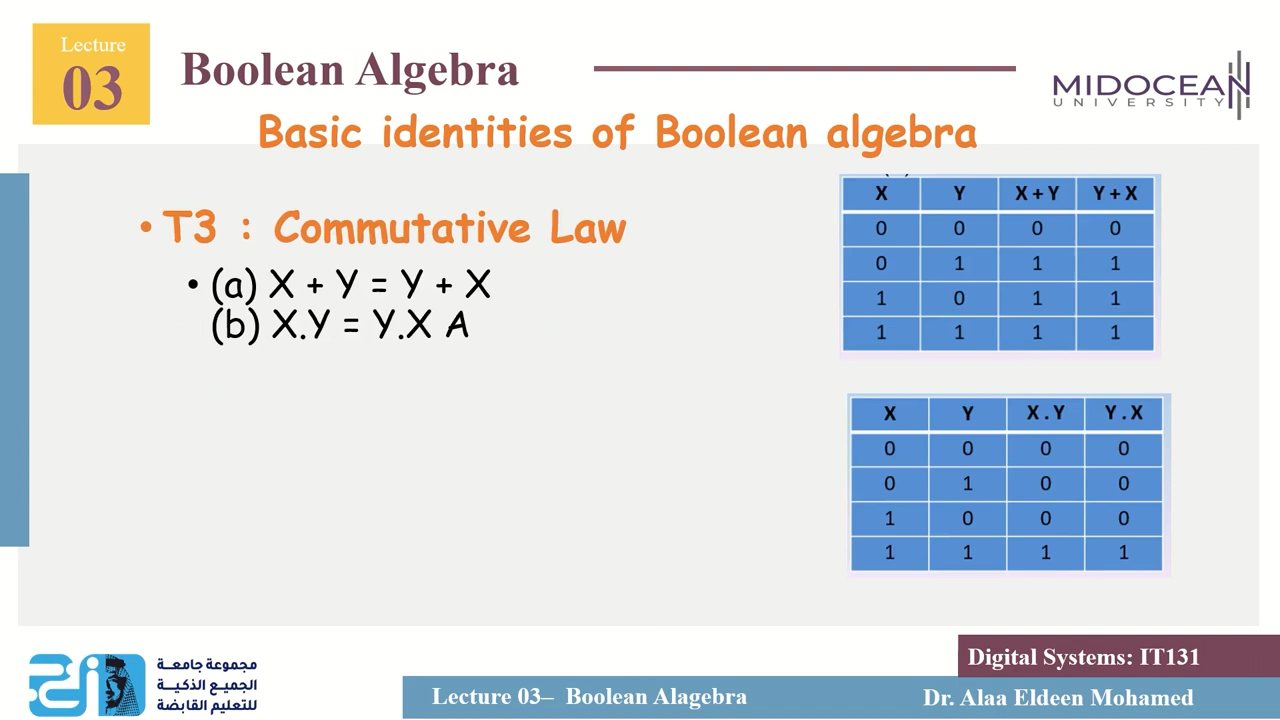 Lecture
03
Boolean Algebra
MIDOCEAN
UNIVERSITY
Basic identities of Boolean algebra
• T3 : Commutative Law
• (a) X + Y = Y + X
(b) X.Y = Y.X A
X Y X + Y Y + X
0 0 0 0
0 1 1 1
1 0 1 1
1 1 1 1
X Y X . Y Y . X
0 0 0 0
0 1 0 0
1 0 0 0
1 1 1 1
مجموعة جامعة
الجميع الذكية
للتعليم القابضة
Digital Systems: IT131
Lecture 03– Boolean Alagebra
Dr. Alaa Eldeen Mohamed